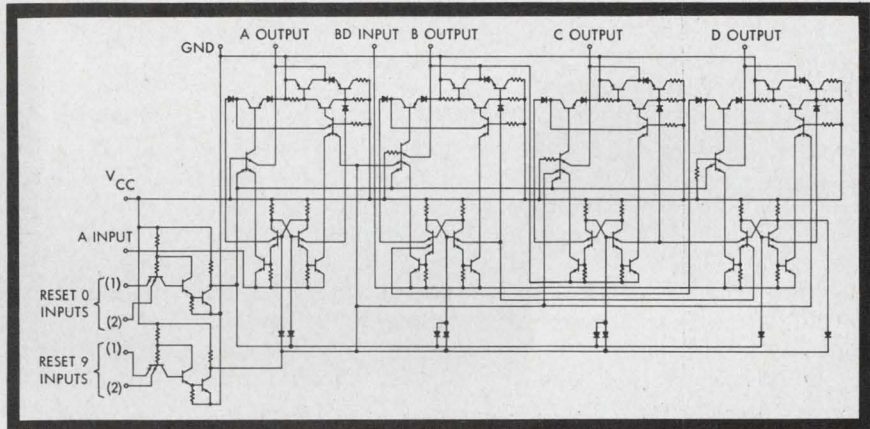 A OUTPUT BD INPUT B OUTPUT C OUTPUT D OUTPUT
GND
VCC
A INPUT
RESET 0 INPUTS
(1)
(2)
RESET 9 INPUTS
(1)
(2)